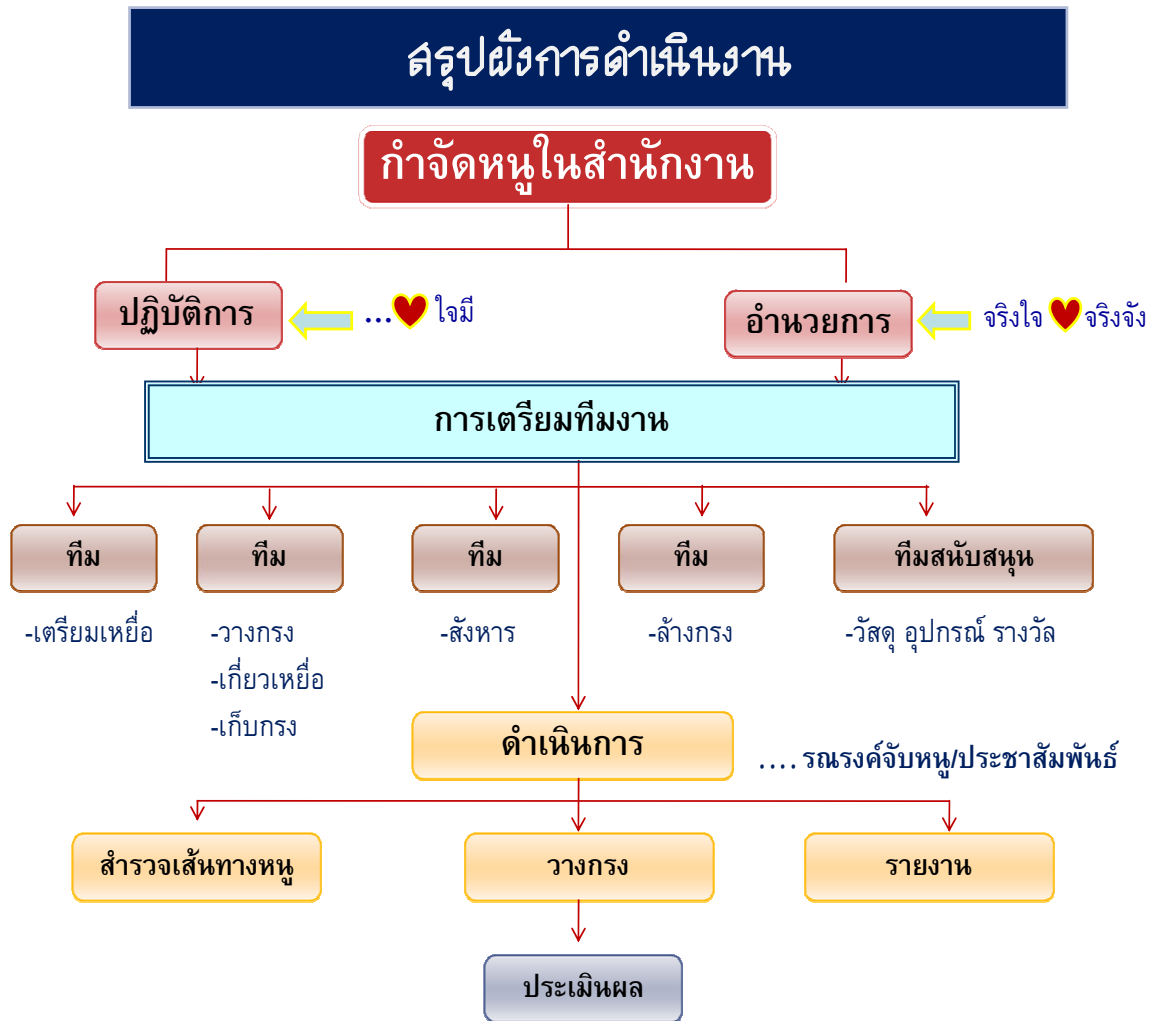 สรุปผังการดำเนินงาน
กำจัดหนูในสำนักงาน
ปฏิบัติการ
... ใจมี
อำนวยการ
จริงใจ จริงจัง
การเตรียมทีมงาน
ทีม
ทีม
ทีม
ทีม
ทีมสนับสนุน
-เตรียมเหยื่อ
-วางกรง
-เกี่ยวเหยื่อ
-เก็บกรง
-สังหาร
-ล้างกรง
-วัสดุ อุปกรณ์ รางวัล
ดำเนินการ
.... รณรงค์จับหนู/ประชาสัมพันธ์
สำรวจเส้นทางหนู
วางกรง
รายงาน
ประเมินผล